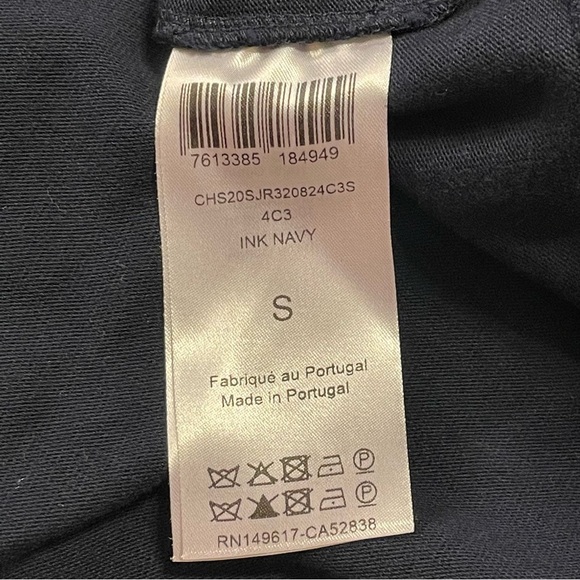 7613385 184949
CHS20SJR320824C3S
4C3
INK NAVY
S
Fabriqué au Portugal
Made in Portugal
P
P
RN149617-CA52838